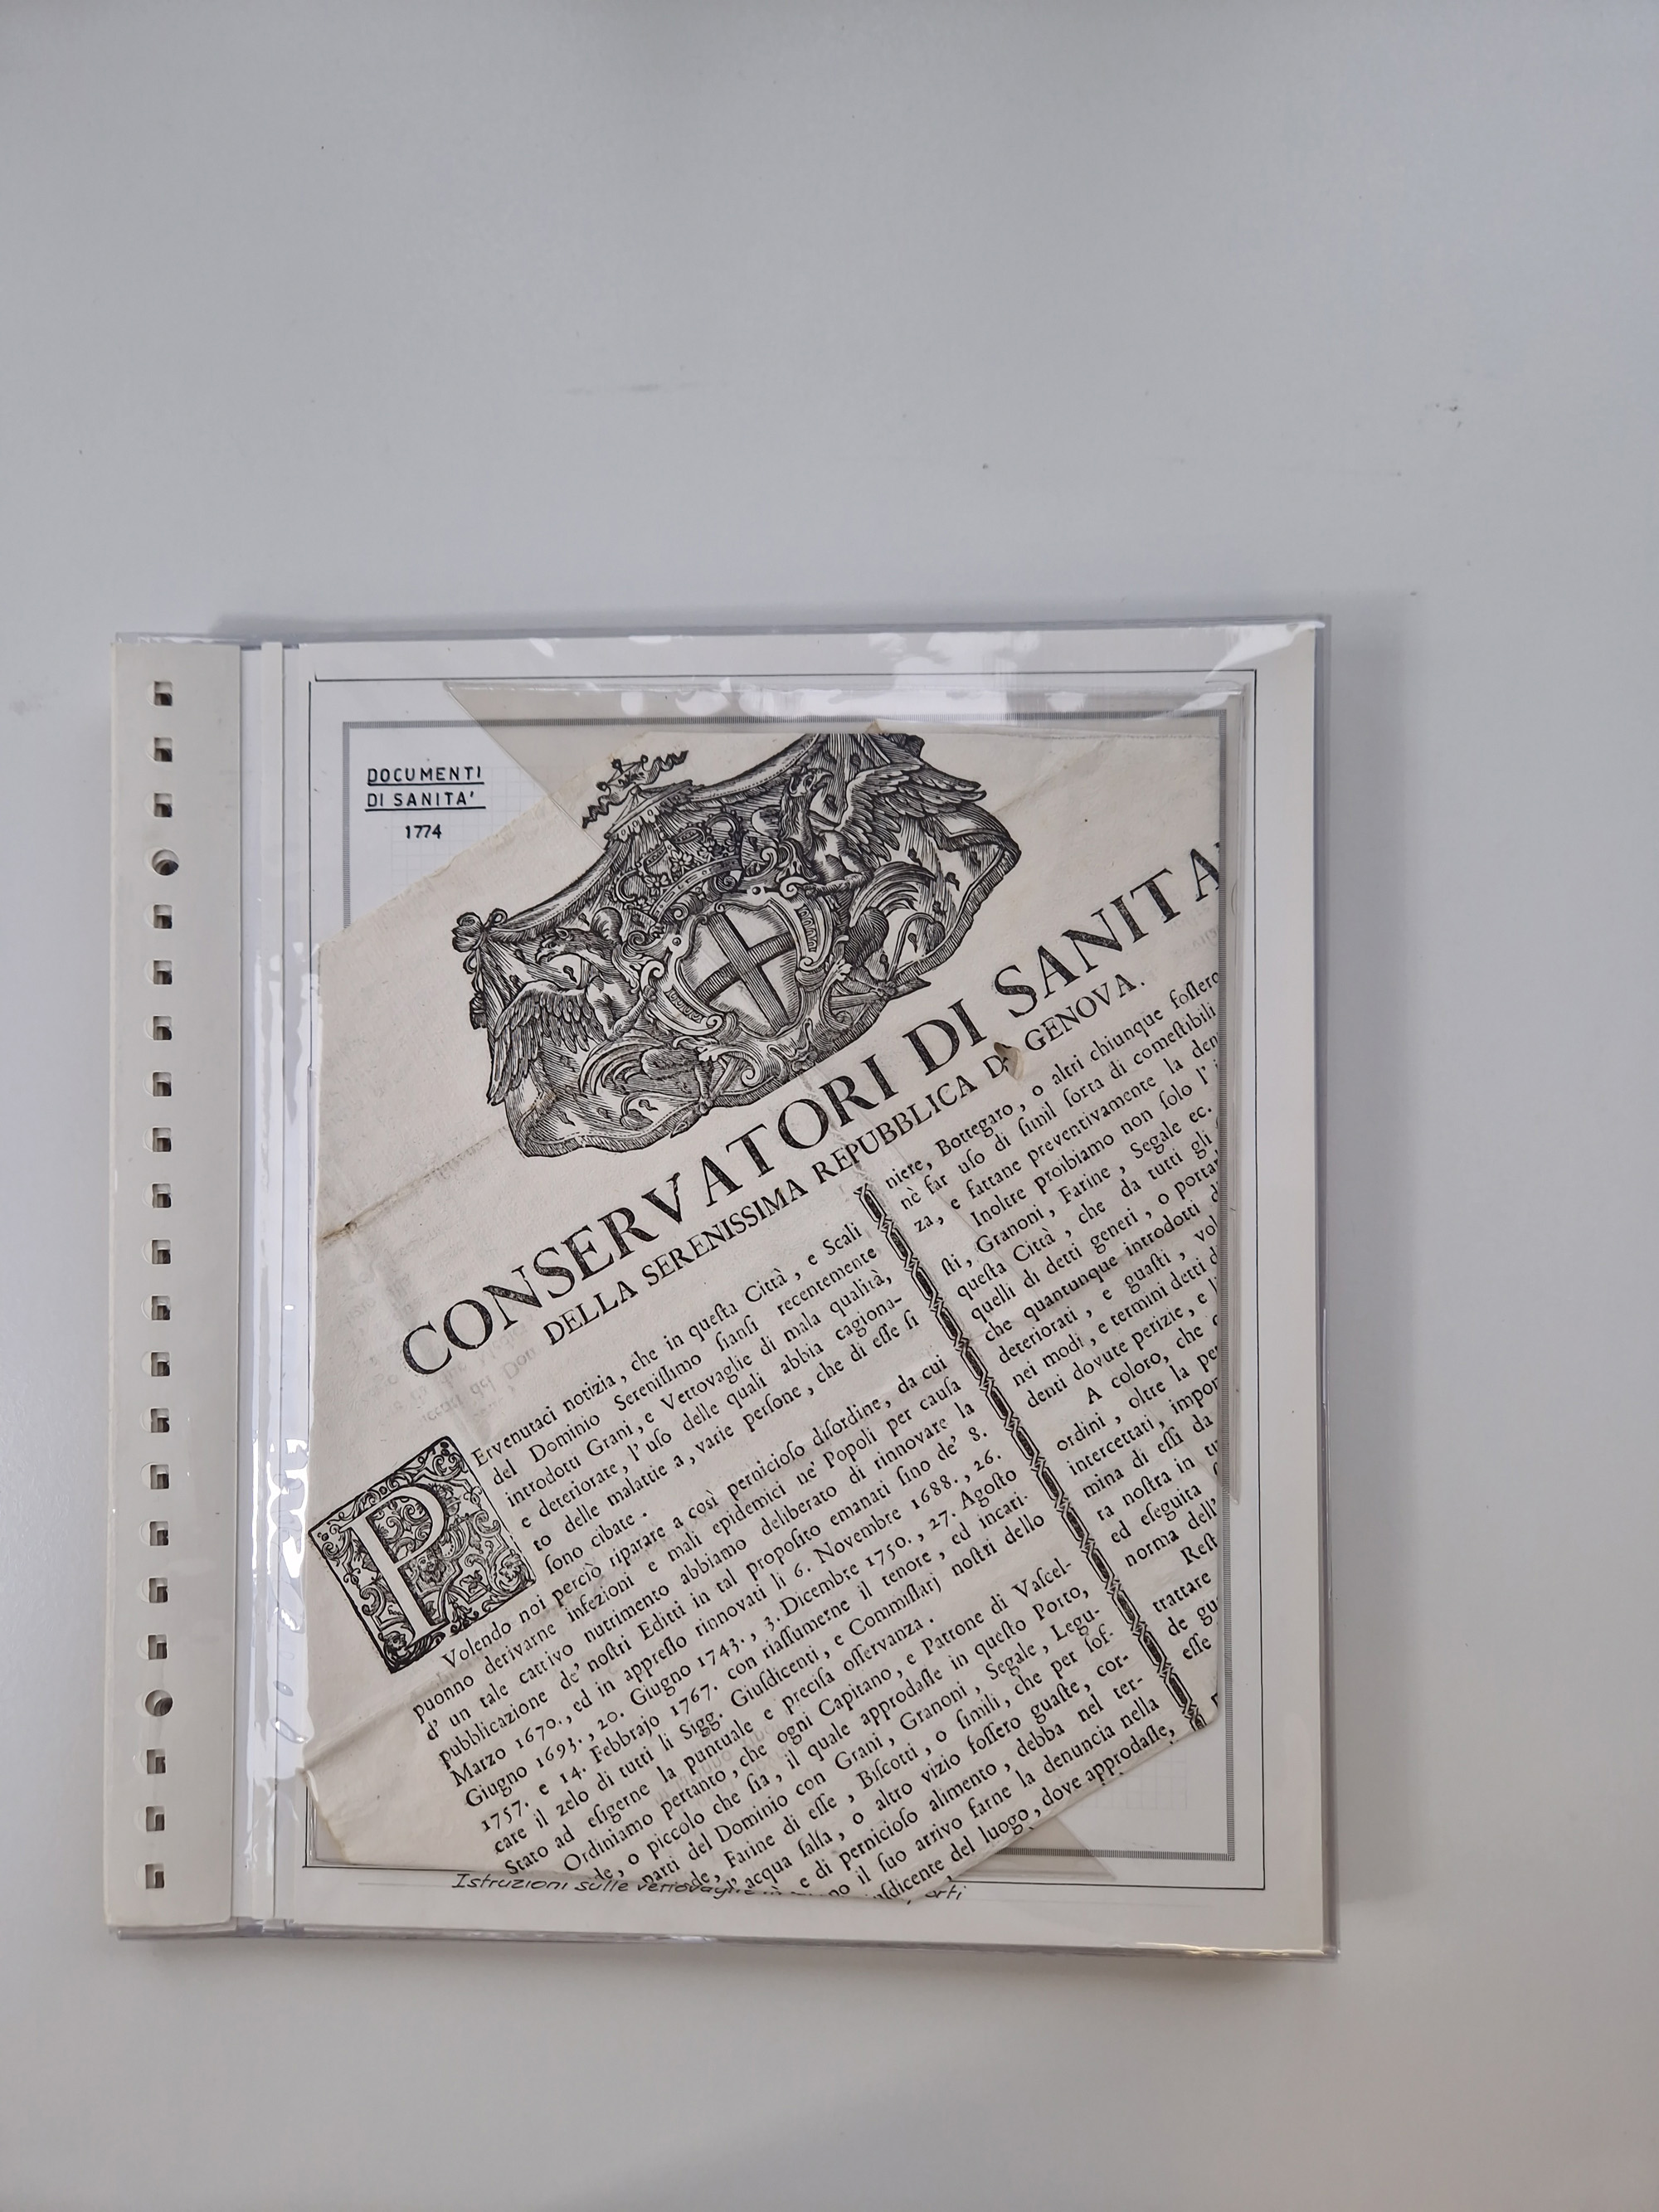 DOCUMENTI
DI SANITA'
1774
CONSERVATORI DI SANITA'
DELLA SERENISSIMA REPUBBLICA DI GENOVA.
PErvenutaci notizia, che in queſta Città, e Scali
del Dominio Sereniſſimo ſianſi recentemente
introdotti Grani, e Vettovaglie di mala qualità,
e deteriorate, l'uſo delle quali abbia cagiona-
to delle malattie a, varie perſone, che di eſſe ſi
ſono cibate.
Volendo noi perciò riparare a così pernicioſo diſordine, da cui
puonno derivarne infezioni e mali epidemici ne' Popoli per cauſa
d' un tale cattivo nutrimento abbiamo deliberato di rinnovare la
pubblicazione de' noſtri Editti in tal propoſito emanati ſino de' 8.
Marzo 1670., ed in appreſſo rinnovati li 6. Novembre 1688., 26.
Giugno 1693., 20. Giugno 1743., 3. Dicembre 1750., 27. Agoſto
1757. e 14. Febbrajo 1767. con riaſſumerne il tenore, ed incari-
care il zelo di tutti li Sigg. Giuſdicenti, e Commiſſarj noſtri dello
Stato ad eſigerne la puntuale e preciſa oſſervanza.
Ordiniamo pertanto, che ogni Capitano, e Patrone di Vaſcel-
de, o piccolo che ſia, il quale approdaſſe in queſto Porto,
parti del Dominio con Grani, Granoni, Segale, Legu-
de, Farine di eſſe, Biſcotti, o ſimili, che per ſof-
acqua ſalſa, o altro vizio foſſero guaſte, cor-
e di pernicioſo alimento, debba nel ter-
no il ſuo arrivo farne la denuncia nella
uſdicente del luogo, dove approdaſſe,
niere, Bottegaro, o altri chiunque foſſero
nè far uſo di ſimil ſorta di comeſtibili
za, e fattane preventivamente la den
Inoltre proibiamo non ſolo l'
ſti, Granoni, Farine, Segale ec.
queſta Città, che da tutti gli
quelli di detti generi, o portar
che quantunque introdotti
deteriorati, e guaſti, vol
nei modi, e termini detti d
denti dovute perizie, e l
A coloro, che
ordini, oltre la pe
intercettati, impor
mina di eſſi da
ra noſtra in
ed eſeguita
norma dell'
Reſt
trattare
de gu
eſſe
Istruzioni sulle vettovaglie